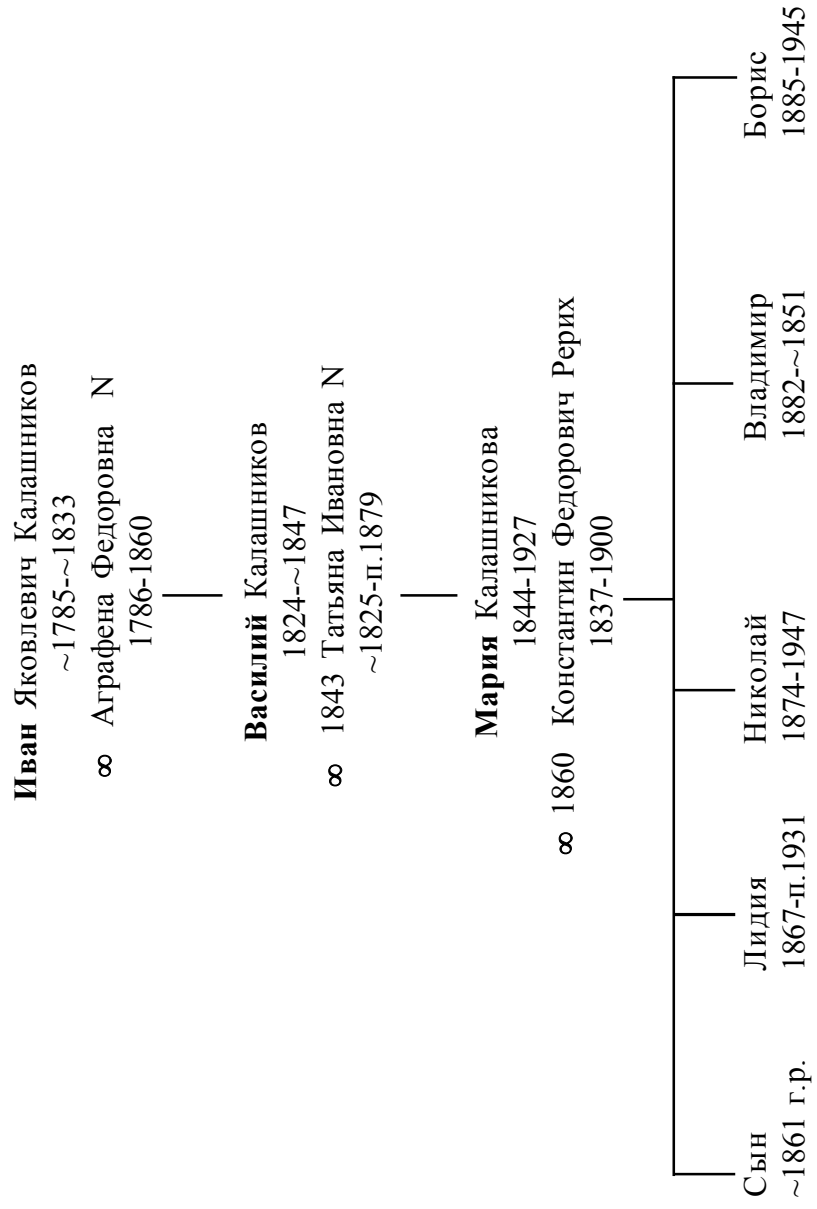 Иван Яковлевич Калашников
~1785-~1833
∞ Аграфена Федоровна N
1786-1860
Василий Калашников
1824-~1847
∞ 1843 Татьяна Ивановна N
~1825-п.1879
Мария Калашникова
1844-1927
∞ 1860 Константин Федорович Рерих
1837-1900
Сын
~1861 г.р.
Лидия
1867-п.1931
Николай
1874-1947
Владимир
1882-~1851
Борис
1885-1945